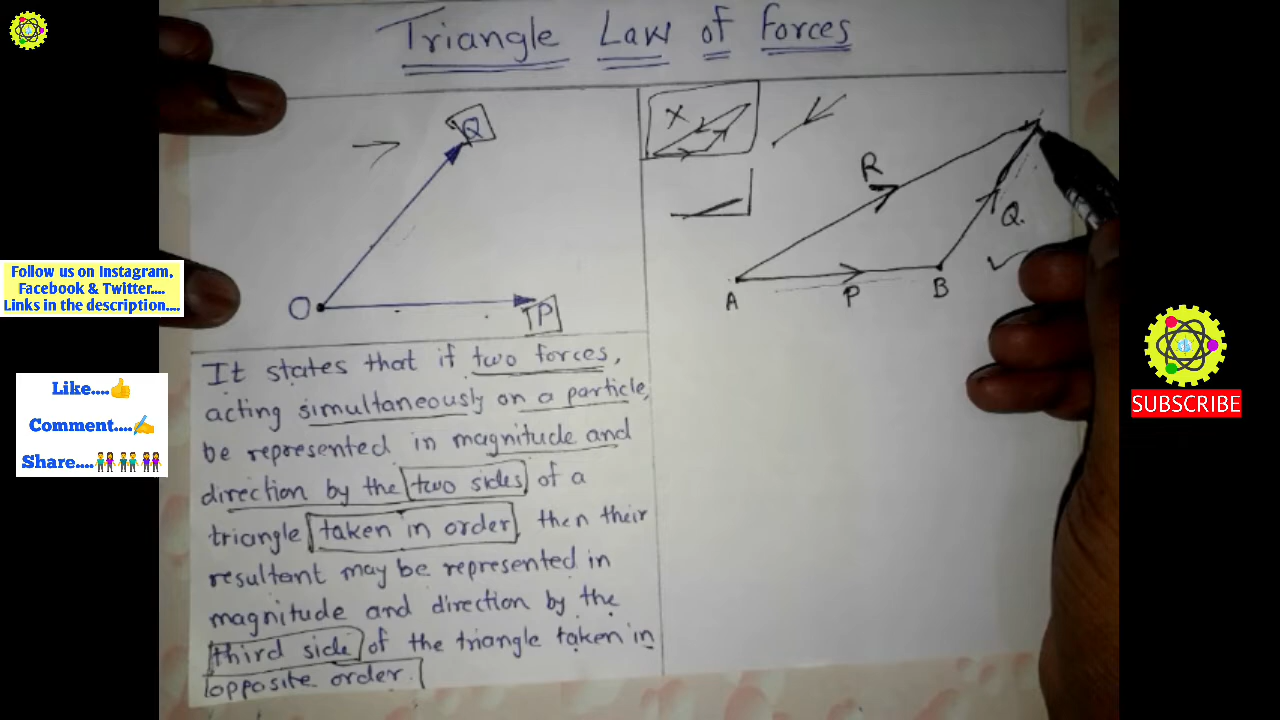 Triangle Law of forces
Q
O
P
X
R
Q.
A
P
B
It states that if two forces,
acting simultaneously on a particle,
be represented in magnitude and
direction by the two sides of a
triangle taken in order, then their
resultant may be represented in
magnitude and direction by the
third side of the triangle taken in
opposite order.
Follow us on Instagram,
Facebook & Twitter....
Links in the description....
Like....👍
Comment....✍
Share....👫👬👭
SUBSCRIBE